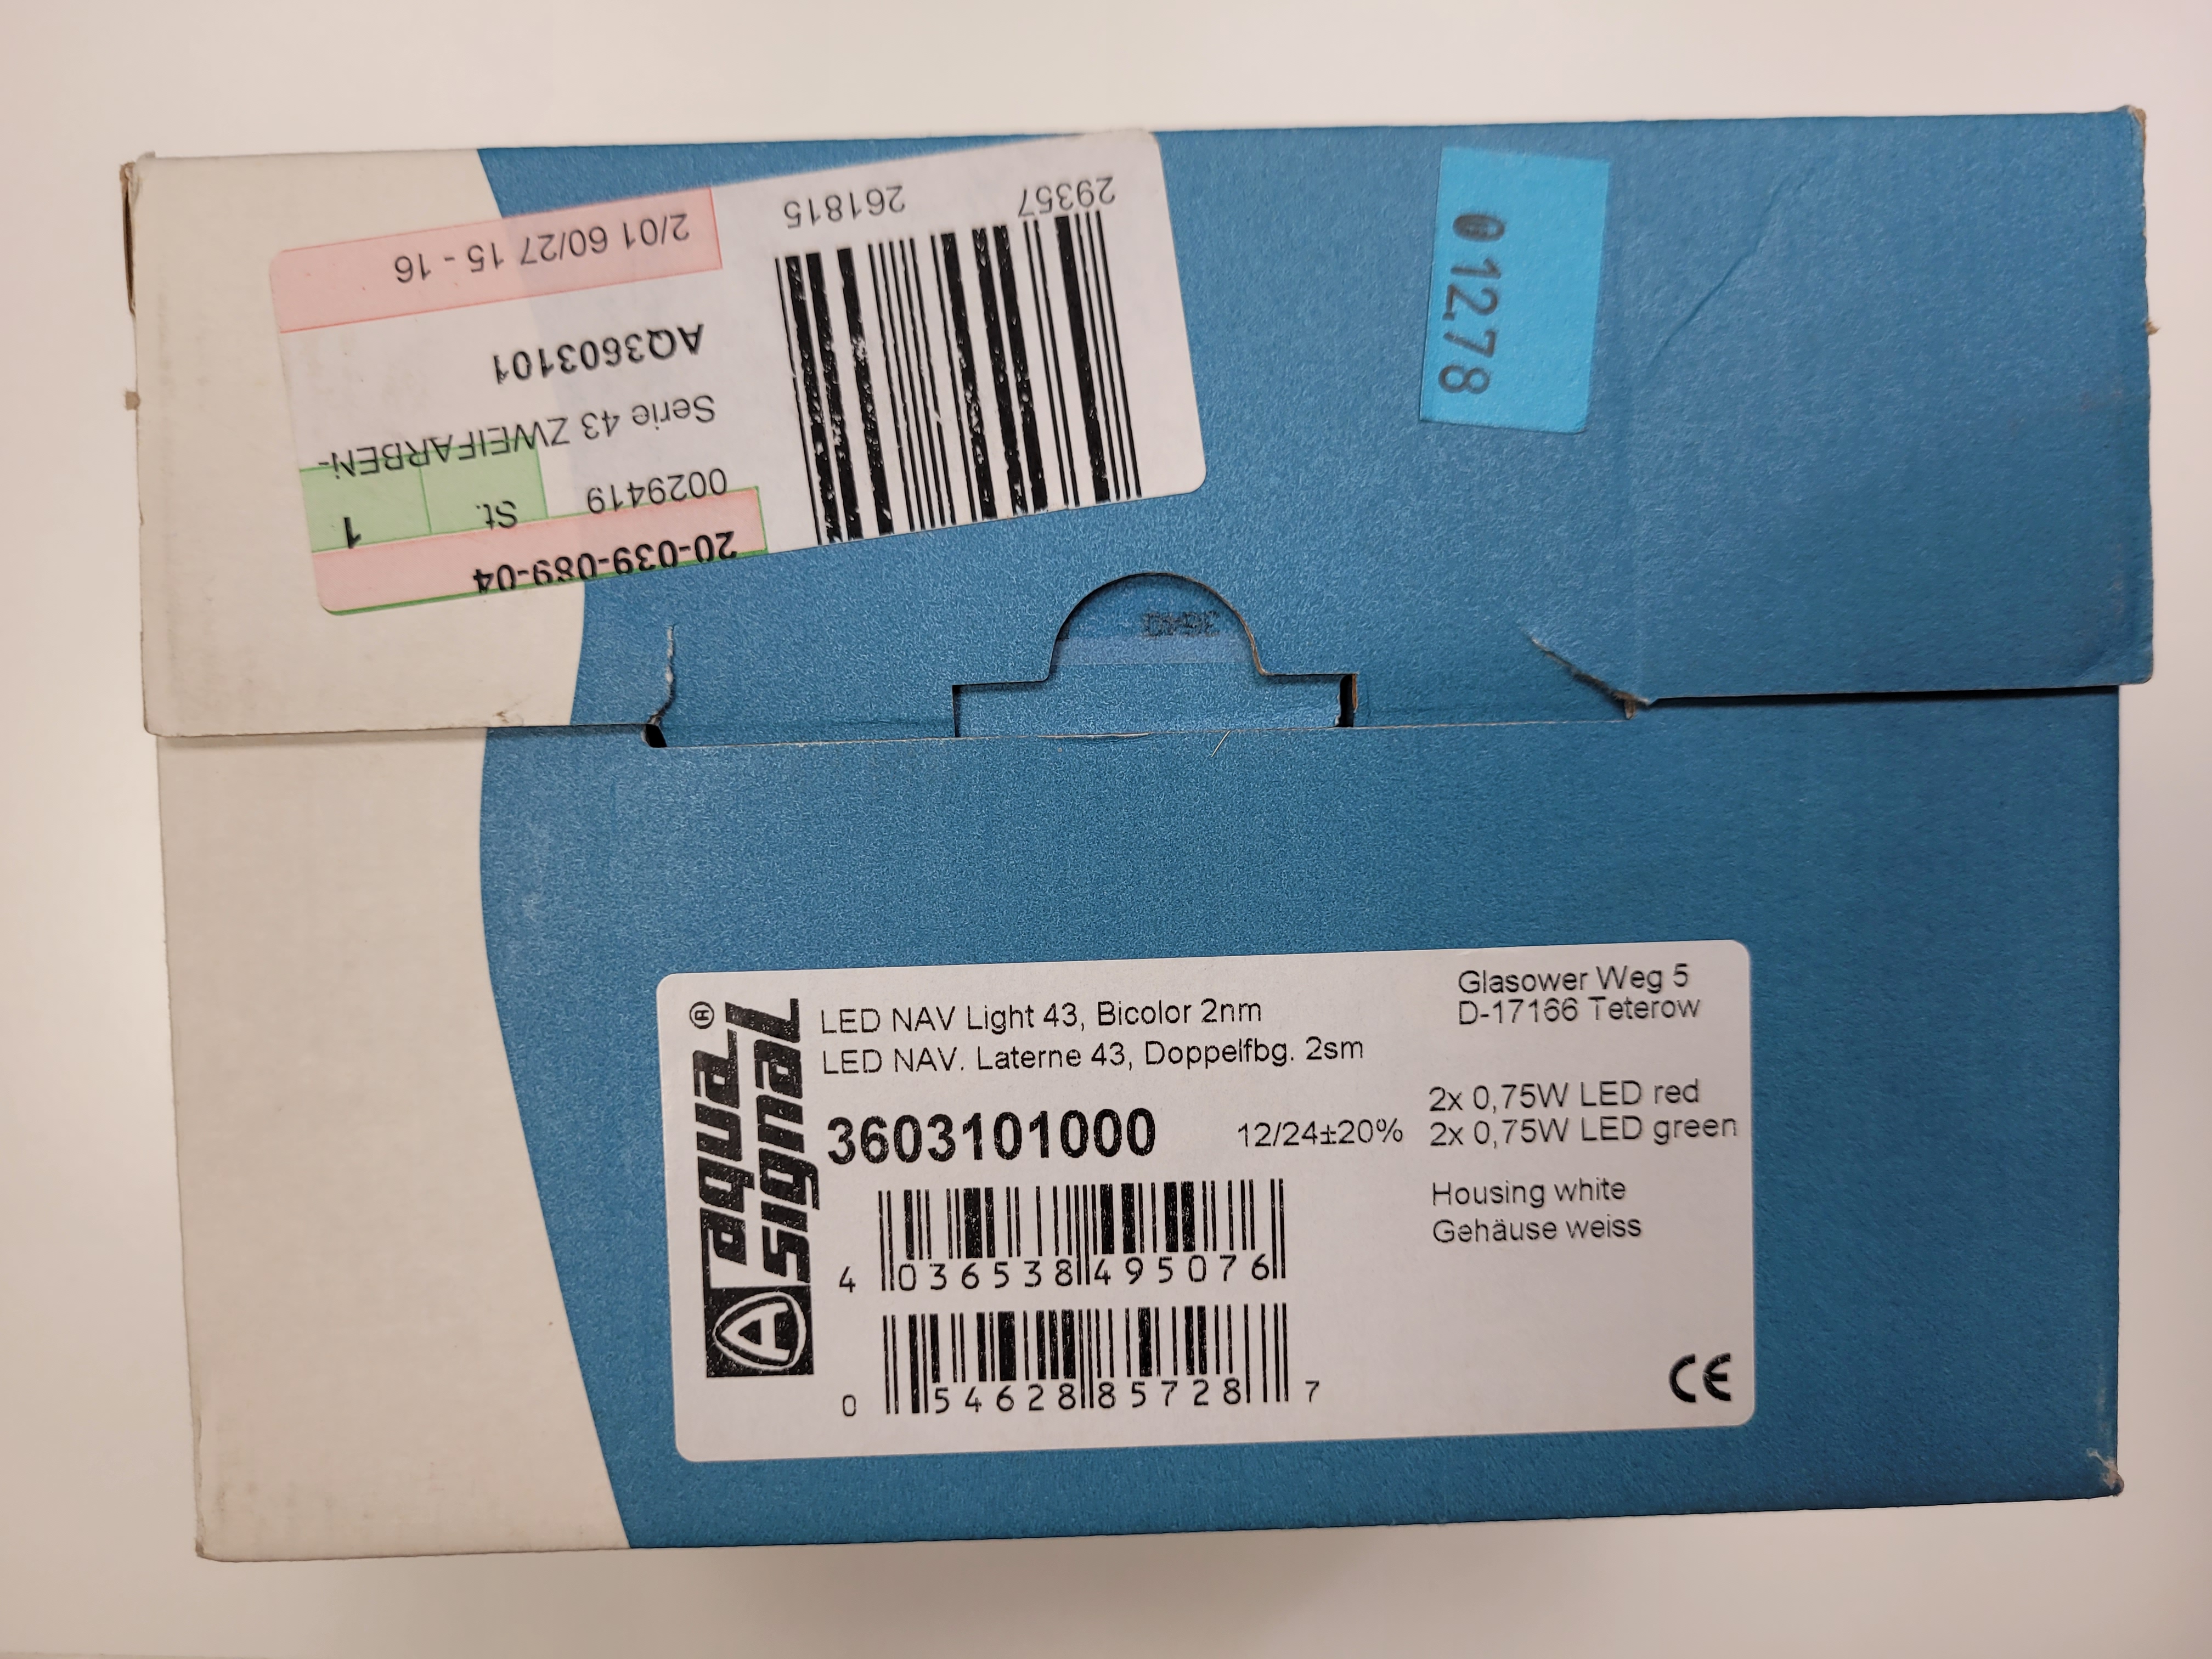 29357
261815
2/01 60/27 15 - 16
AQ3603101
Serie 43 ZWEIFARBEN-
0029419
St.
1
20-039-089-04
01278
aqua signal ®
LED NAV Light 43, Bicolor 2nm
LED NAV. Laterne 43, Doppelfbg. 2sm
Glasower Weg 5
D-17166 Teterow
3603101000
12/24±20%
2x 0,75W LED red
2x 0,75W LED green
Housing white
Gehäuse weiss
4 036538 495076
0 54628 85728 7
CE